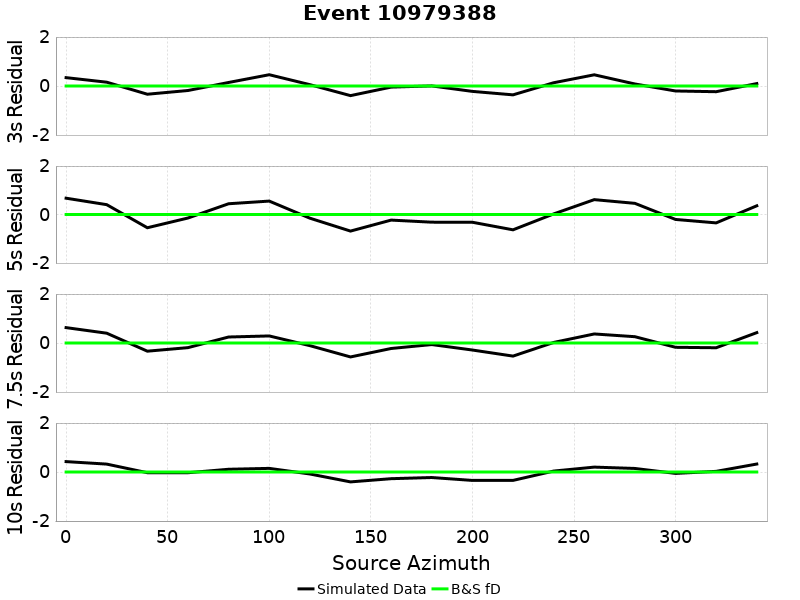 Event 10979388
3s Residual
2
0
-2
5s Residual
2
0
-2
7.5s Residual
2
0
-2
10s Residual
2
0
-2
0 50 100 150 200 250 300
Source Azimuth
Simulated Data B&S fD